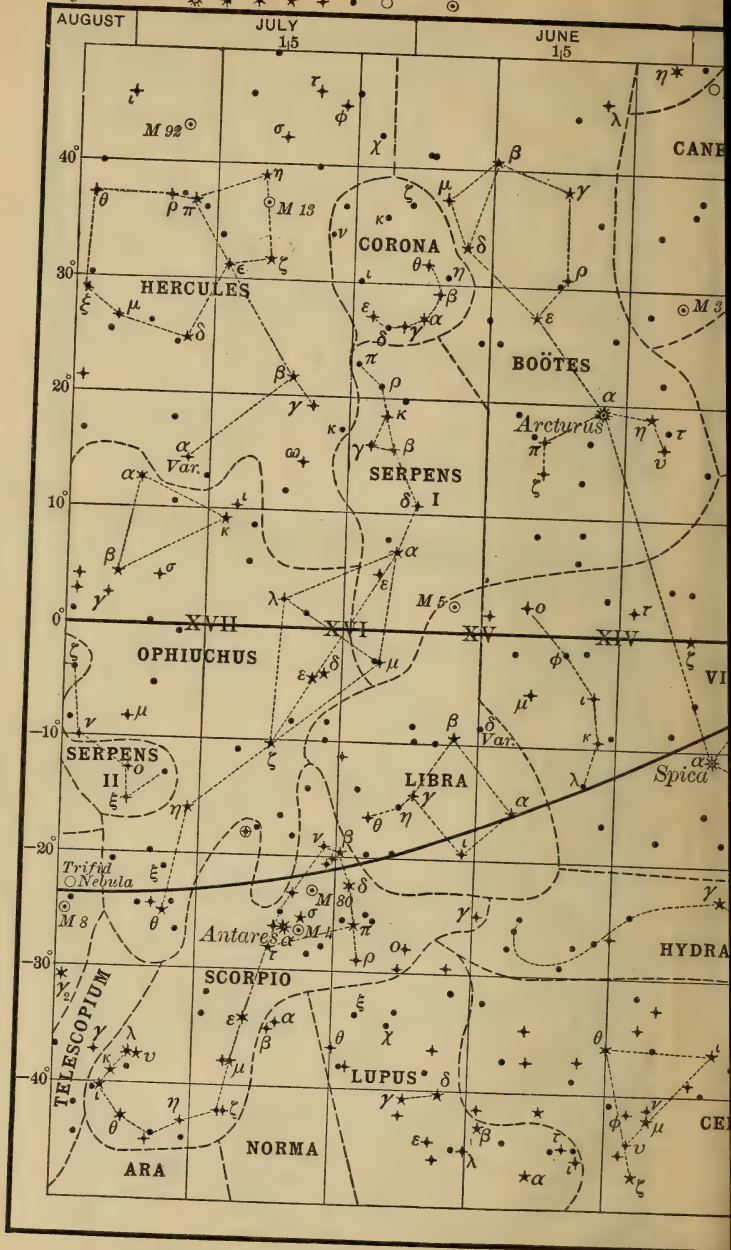 AUGUST JULY JUNE
15 15
ι τ φ η λ
M 92 σ χ CANE
40°
β
θ ρ π η M 13 ζ μ γ
κ
ν CORONA δ
30° ε ζ θ η ρ
ξ HERCULES ι β M 3
μ δ ε δ γ α ε
π BOÖTES
20° β ρ α
γ κ κ Arcturus η τ
α Var. ω γ β π υ
SERPENS ζ
α
10° ι δ I
κ
β σ α
γ λ ε M 5 ο τ
0° XVII XVI XV XIV
OPHIUCHUS ε δ μ φ ζ
ζ VI
μ μ ι
-10° ν ζ β δ Var. κ
SERPENS ο LIBRA α
II ξ η γ λ Spica
θ η α
-20° ν β ι
Trifid ξ
Nebula δ γ
M 8 θ M 80
σ γ
Antares α M 4 π
τ ο HYDRA
-30° ρ
γ2 SCORPIO
TELESCOPIUM ε α ξ
γ λ β θ χ θ ι
κ υ μ
-40° ι LUPUS δ
η ζ γ φ ν
θ β μ CE
ε τ υ
NORMA λ ι
ARA α ζ